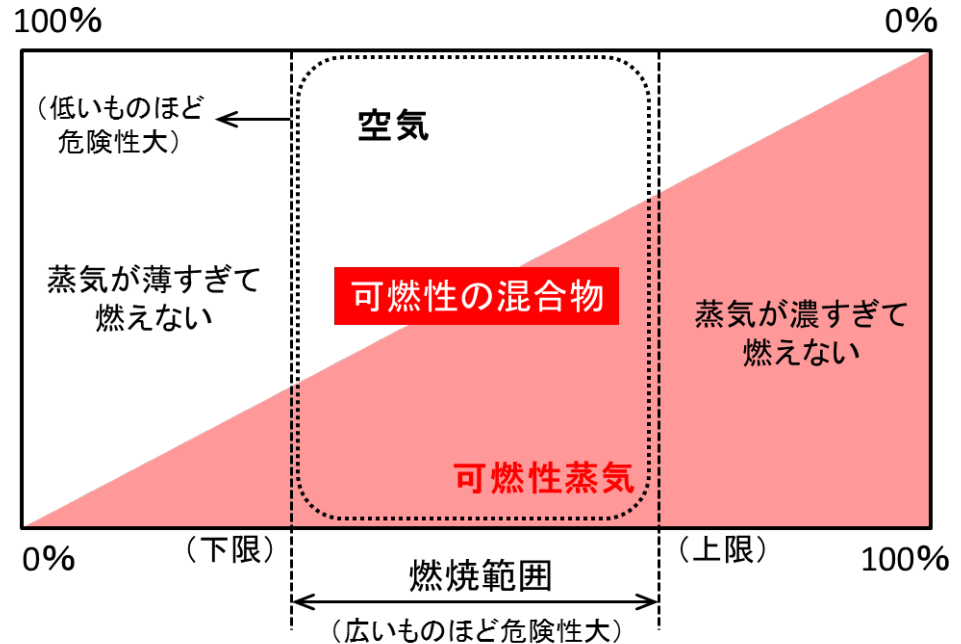 100%
0%
（低いものほど
危険性大）
空気
蒸気が薄すぎて
燃えない
可燃性の混合物
蒸気が濃すぎて
燃えない
可燃性蒸気
0%
（下限）
（上限）
100%
燃焼範囲
（広いものほど危険性大）